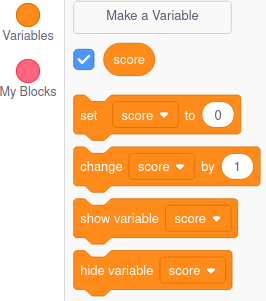 Make a Variable
Variables
score
set score to 0
My Blocks
change score by 1
show variable score
hide variable score